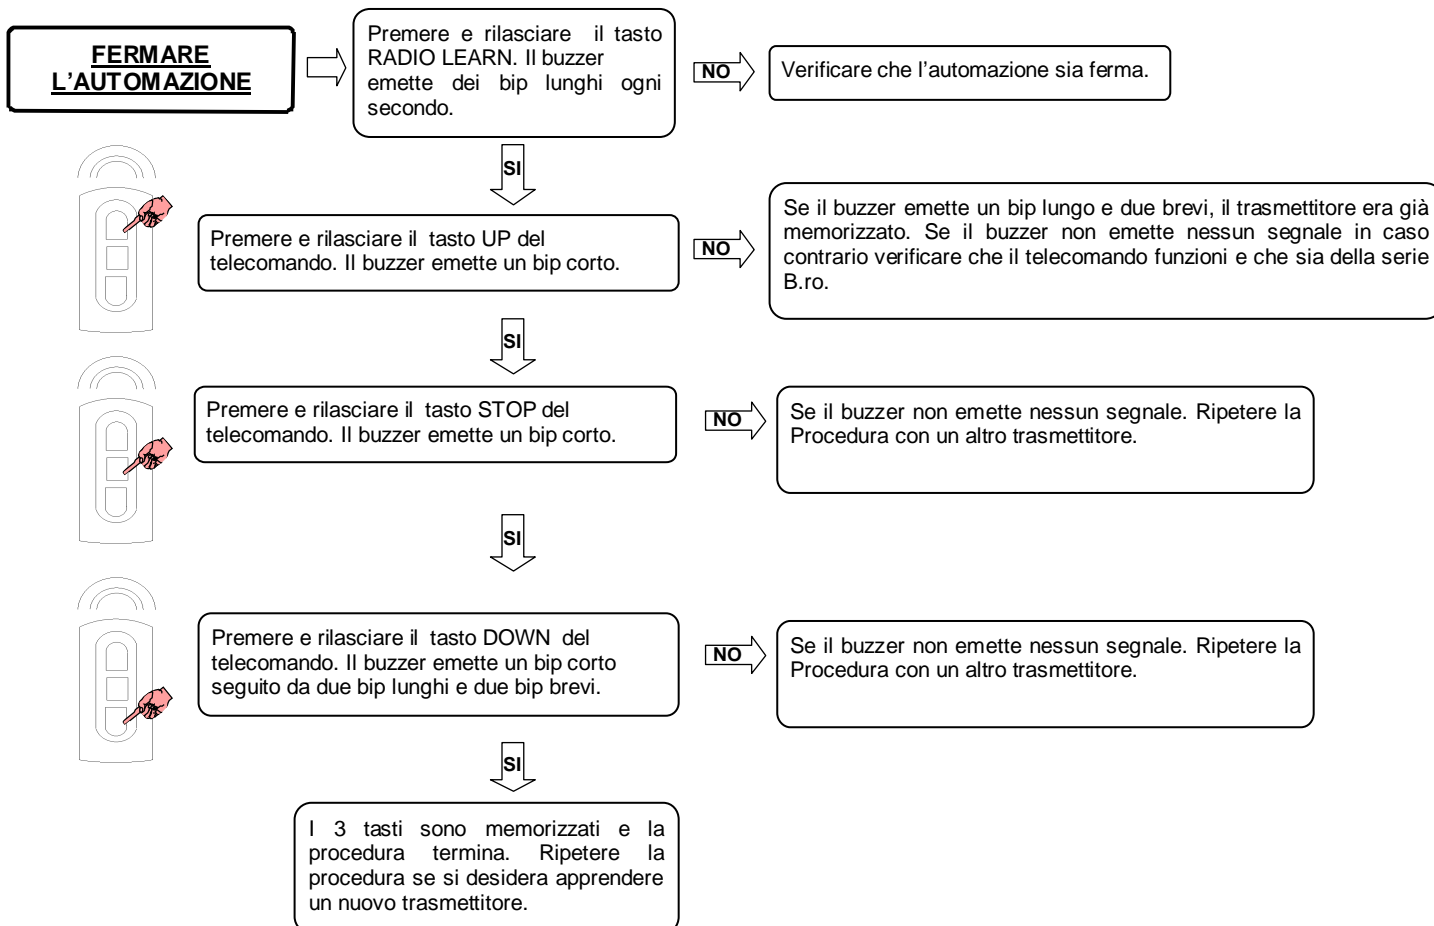 FERMARE
L'AUTOMAZIONE
Premere e rilasciare il tasto
RADIO LEARN. Il buzzer
emette dei bip lunghi ogni
secondo.
NO
Verificare che l'automazione sia ferma.
SI
Premere e rilasciare il tasto UP del
telecomando. Il buzzer emette un bip corto.
NO
Se il buzzer emette un bip lungo e due brevi, il trasmettitore era già
memorizzato. Se il buzzer non emette nessun segnale in caso
contrario verificare che il telecomando funzioni e che sia della serie
B.ro.
SI
Premere e rilasciare il tasto STOP del
telecomando. Il buzzer emette un bip corto.
NO
Se il buzzer non emette nessun segnale. Ripetere la
Procedura con un altro trasmettitore.
SI
Premere e rilasciare il tasto DOWN del
telecomando. Il buzzer emette un bip corto
seguito da due bip lunghi e due bip brevi.
NO
Se il buzzer non emette nessun segnale. Ripetere la
Procedura con un altro trasmettitore.
SI
I 3 tasti sono memorizzati e la
procedura termina. Ripetere la
procedura se si desidera apprendere
un nuovo trasmettitore.